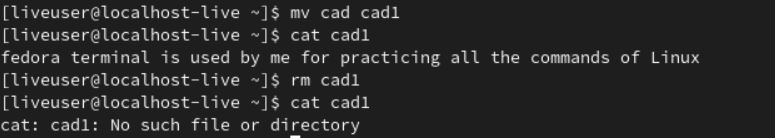 [liveuser@localhost-live ~]$ mv cad cad1
[liveuser@localhost-live ~]$ cat cad1
fedora terminal is used by me for practicing all the commands of Linux
[liveuser@localhost-live ~]$ rm cad1
[liveuser@localhost-live ~]$ cat cad1
cat: cad1: No such file or directory